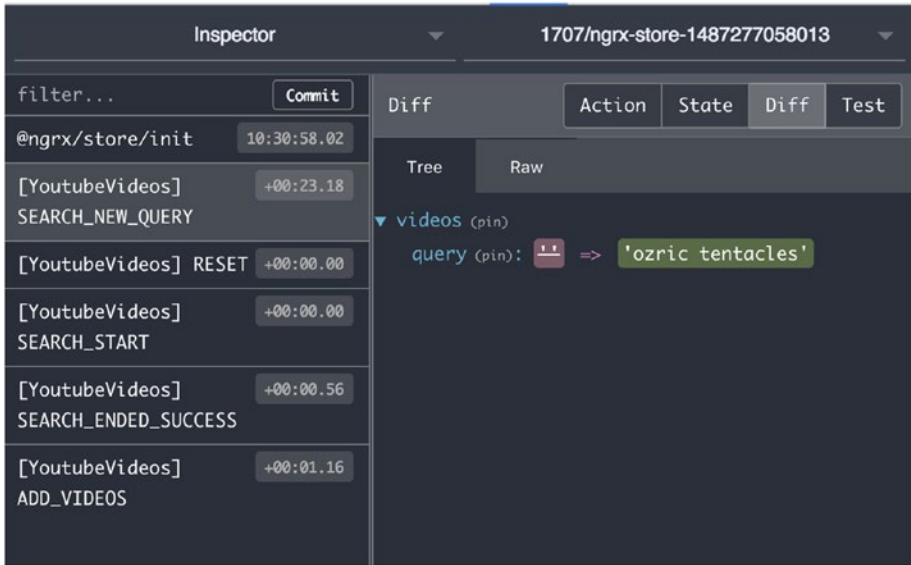 Inspector
1707/ngrx-store-1487277058013
filter...
Commit
@ngrx/store/init 10:30:58.02
[YoutubeVideos] +00:23.18
SEARCH_NEW_QUERY
[YoutubeVideos] RESET +00:00.00
[YoutubeVideos] +00:00.00
SEARCH_START
[YoutubeVideos] +00:00.56
SEARCH_ENDED_SUCCESS
[YoutubeVideos] +00:01.16
ADD_VIDEOS
Diff
Action State Diff Test
Tree Raw
▼ videos (pin)
query (pin): '' => 'ozric tentacles'